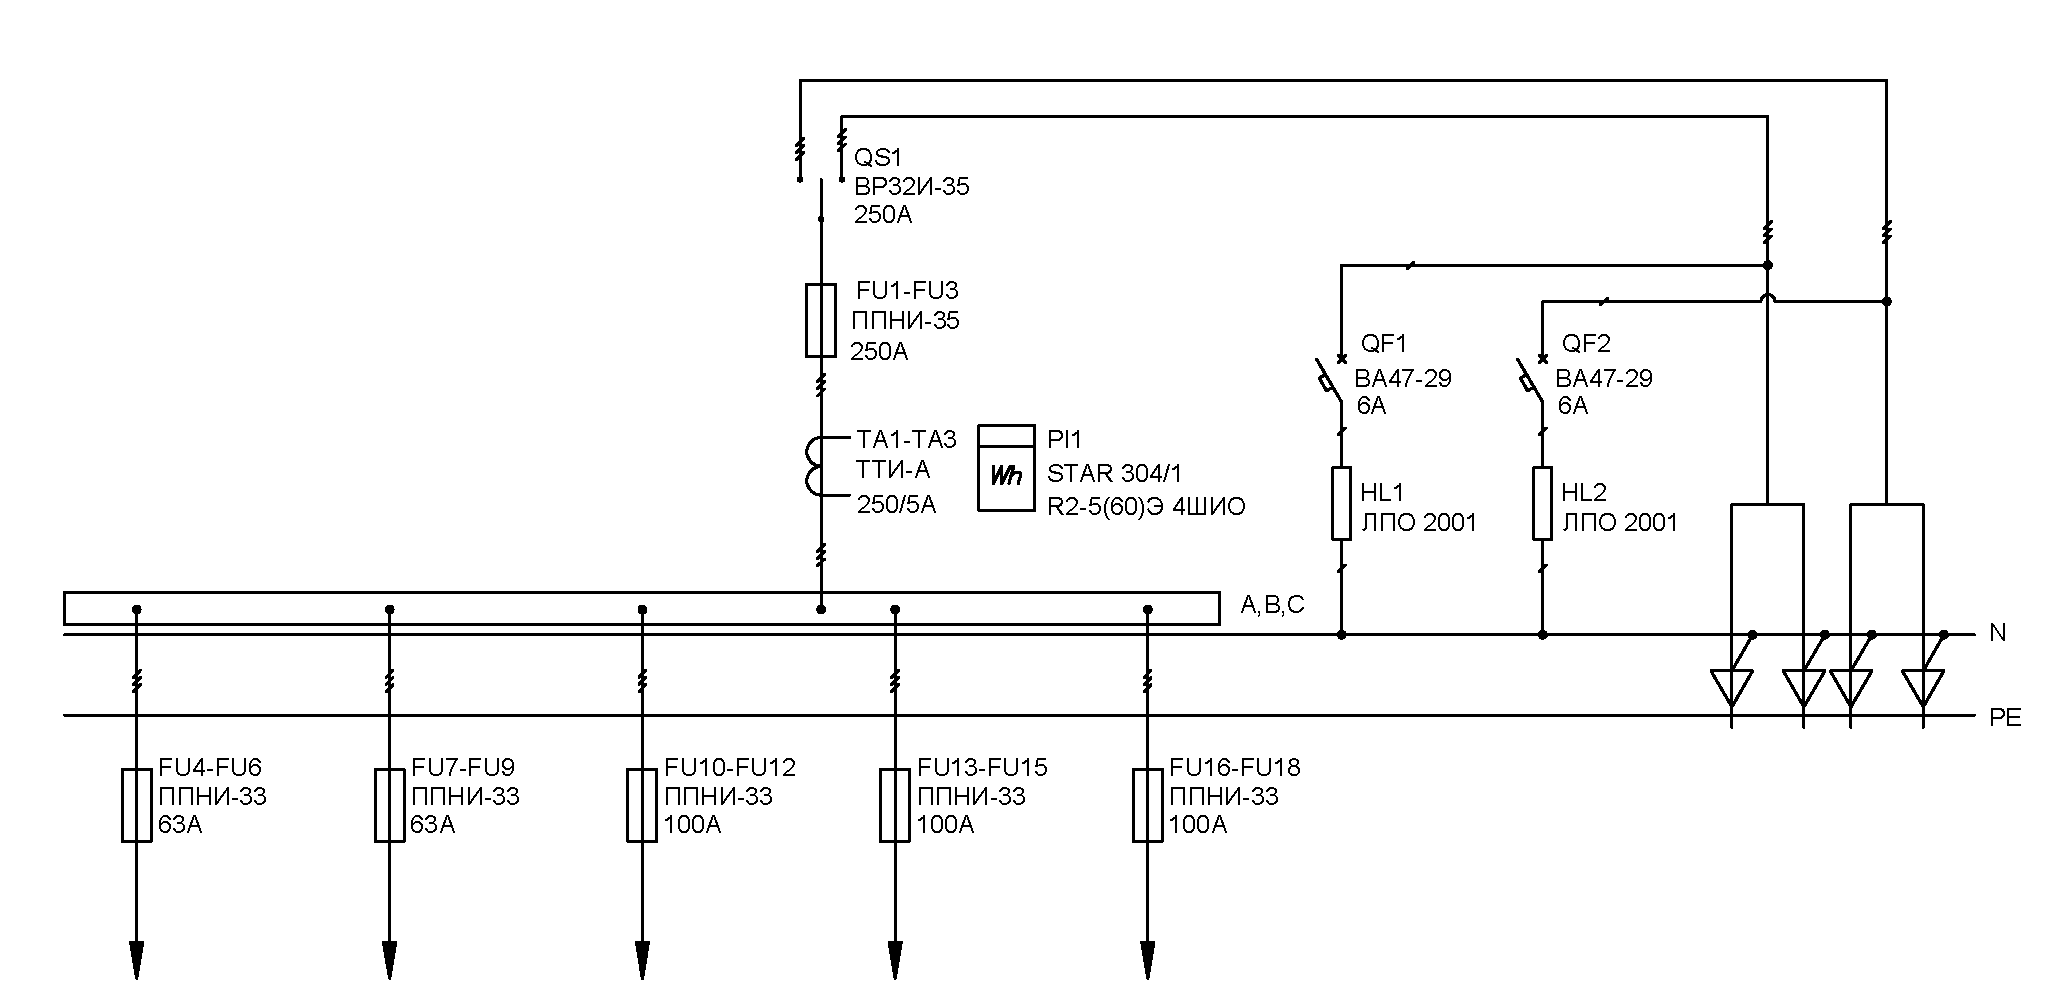 QS1
ВР32И-35
250А
FU1-FU3
ППНИ-35
250А
QF1
ВА47-29
6А
QF2
ВА47-29
6А
ТА1-ТА3
ТТИ-А
250/5А
Wh
PI1
STAR 304/1
R2-5(60)Э 4ШИО
HL1
ЛПО 2001
HL2
ЛПО 2001
A,B,C
N
PE
FU4-FU6
ППНИ-33
63А
FU7-FU9
ППНИ-33
63А
FU10-FU12
ППНИ-33
100А
FU13-FU15
ППНИ-33
100А
FU16-FU18
ППНИ-33
100А